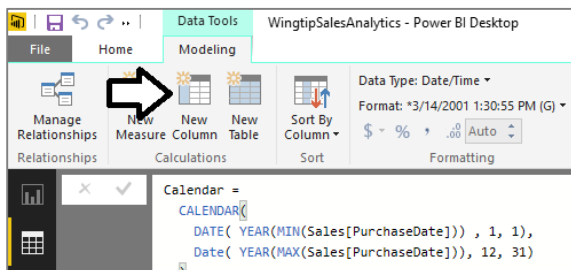 Data Tools
WingtipSalesAnalytics - Power BI Desktop
File
Home
Modeling
Manage
Relationships
New
Measure
New
Column
New
Table
Sort By
Column
Data Type: Date/Time
Format: *3/14/2001 1:30:55 PM (G)
$ % , .00 Auto
Relationships
Calculations
Sort
Formatting
Calendar =
CALENDAR(
DATE( YEAR(MIN(Sales[PurchaseDate])) , 1, 1),
Date( YEAR(MAX(Sales[PurchaseDate])), 12, 31)